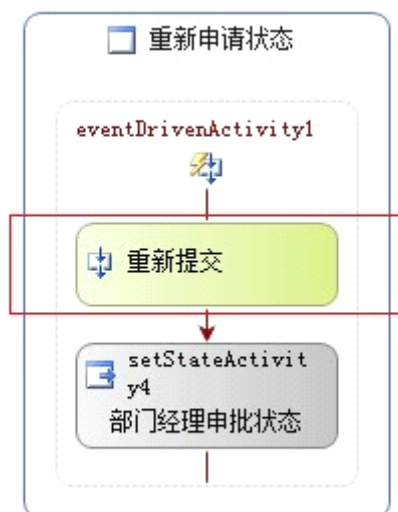 重新申请状态
eventDrivenActivity1
重新提交
setStateActivit
y4
部门经理审批状态